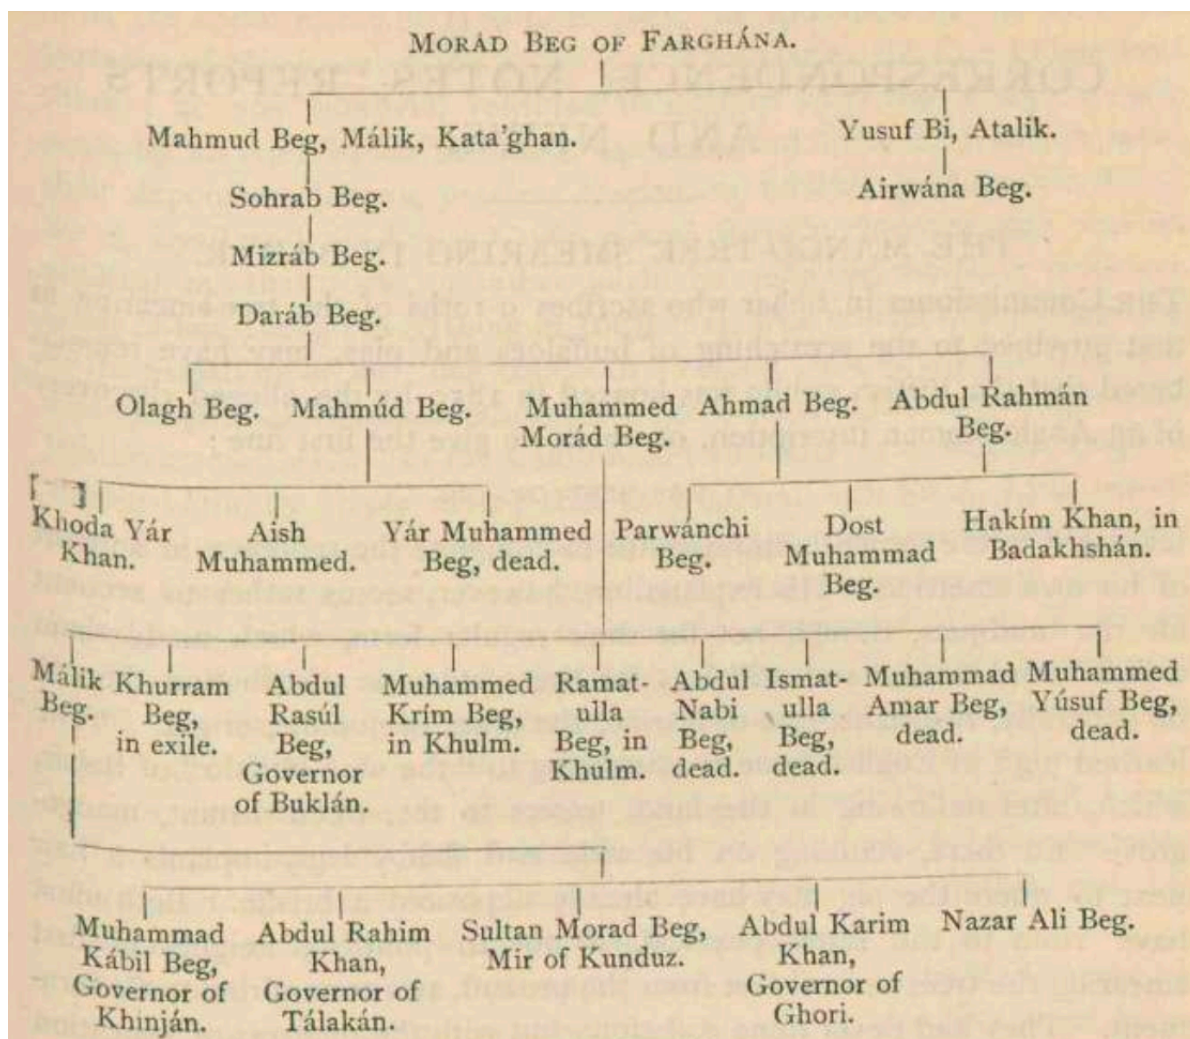 MORÁD BEG OF FARGHÁNA.
Mahmud Beg, Málik, Kata'ghan.
Yusuf Bi, Atalik.
Sohrab Beg.
Airwána Beg.
Mizráb Beg.
Daráb Beg.
Olagh Beg.
Mahmúd Beg.
Muhammed
Morád Beg.
Ahmad Beg.
Abdul Rahmán
Beg.
Khoda Yár
Khan.
Aish
Muhammed.
Yár Muhammed
Beg, dead.
Parwánchi
Beg.
Dost
Muhammad
Beg.
Hakím Khan, in
Badakhshán.
Málik
Beg.
Khurram
Beg,
in exile.
Abdul
Rasúl
Beg,
Governor
of Buklán.
Muhammed
Krím Beg,
in Khulm.
Ramat-
ulla
Beg, in
Khulm.
Abdul
Nabi
Beg,
dead.
Ismat-
ulla
Beg,
dead.
Muhammad
Amar Beg,
dead.
Muhammed
Yúsuf Beg,
dead.
Muhammad
Kábil Beg,
Governor of
Khinján.
Abdul Rahim
Khan,
Governor of
Tálakán.
Sultan Morad Beg,
Mir of Kunduz.
Abdul Karim
Khan,
Governor of
Ghori.
Nazar Ali Beg.